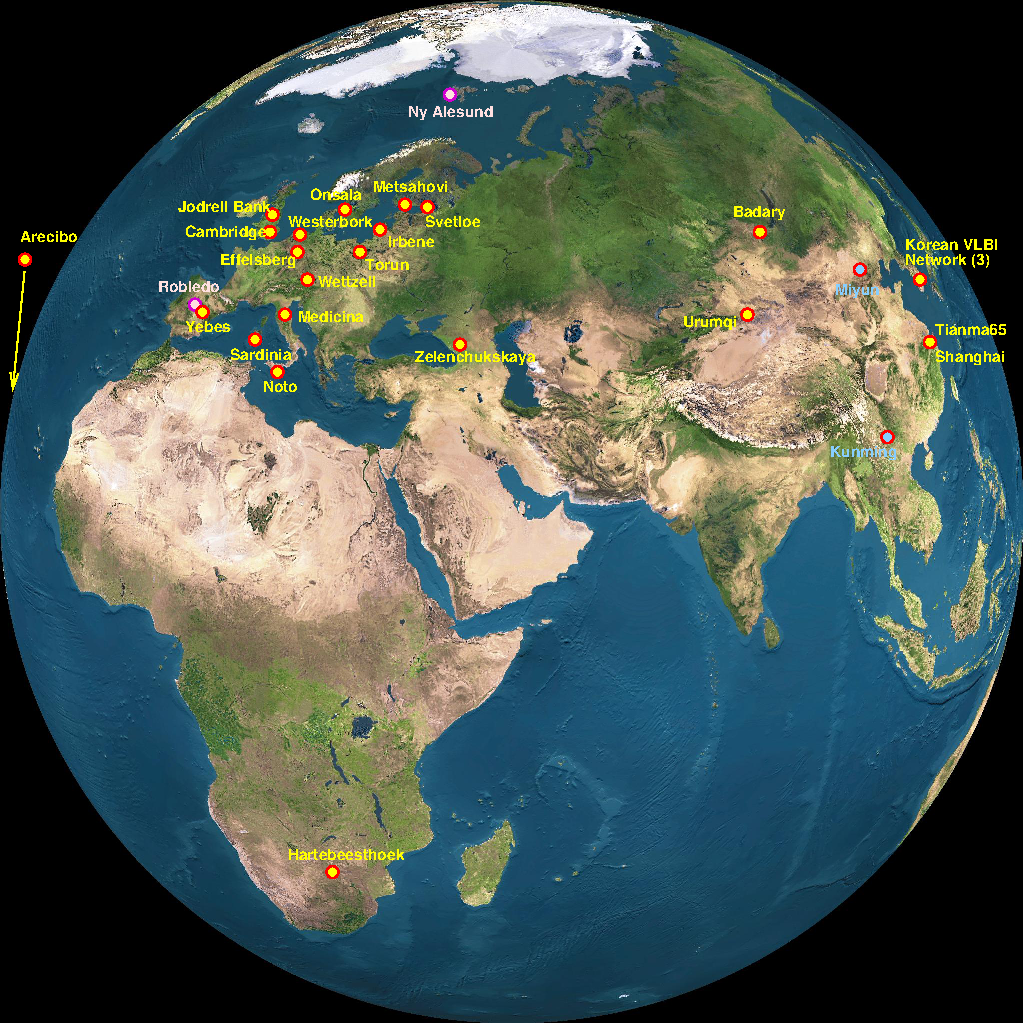 Ny Alesund
Metsahovi
Onsala
Jodrell Bank
Svetloe
Westerbork
Cambridge
Badary
Arecibo
Irbene
Korean VLBI
Network (3)
Effelsberg
Torun
Wettzell
Robledo
Miyun
Medicina
Urumqi
Yebes
Tianma65
Sardinia
Zelenchukskaya
Shanghai
Noto
Kunming
Hartebeesthoek